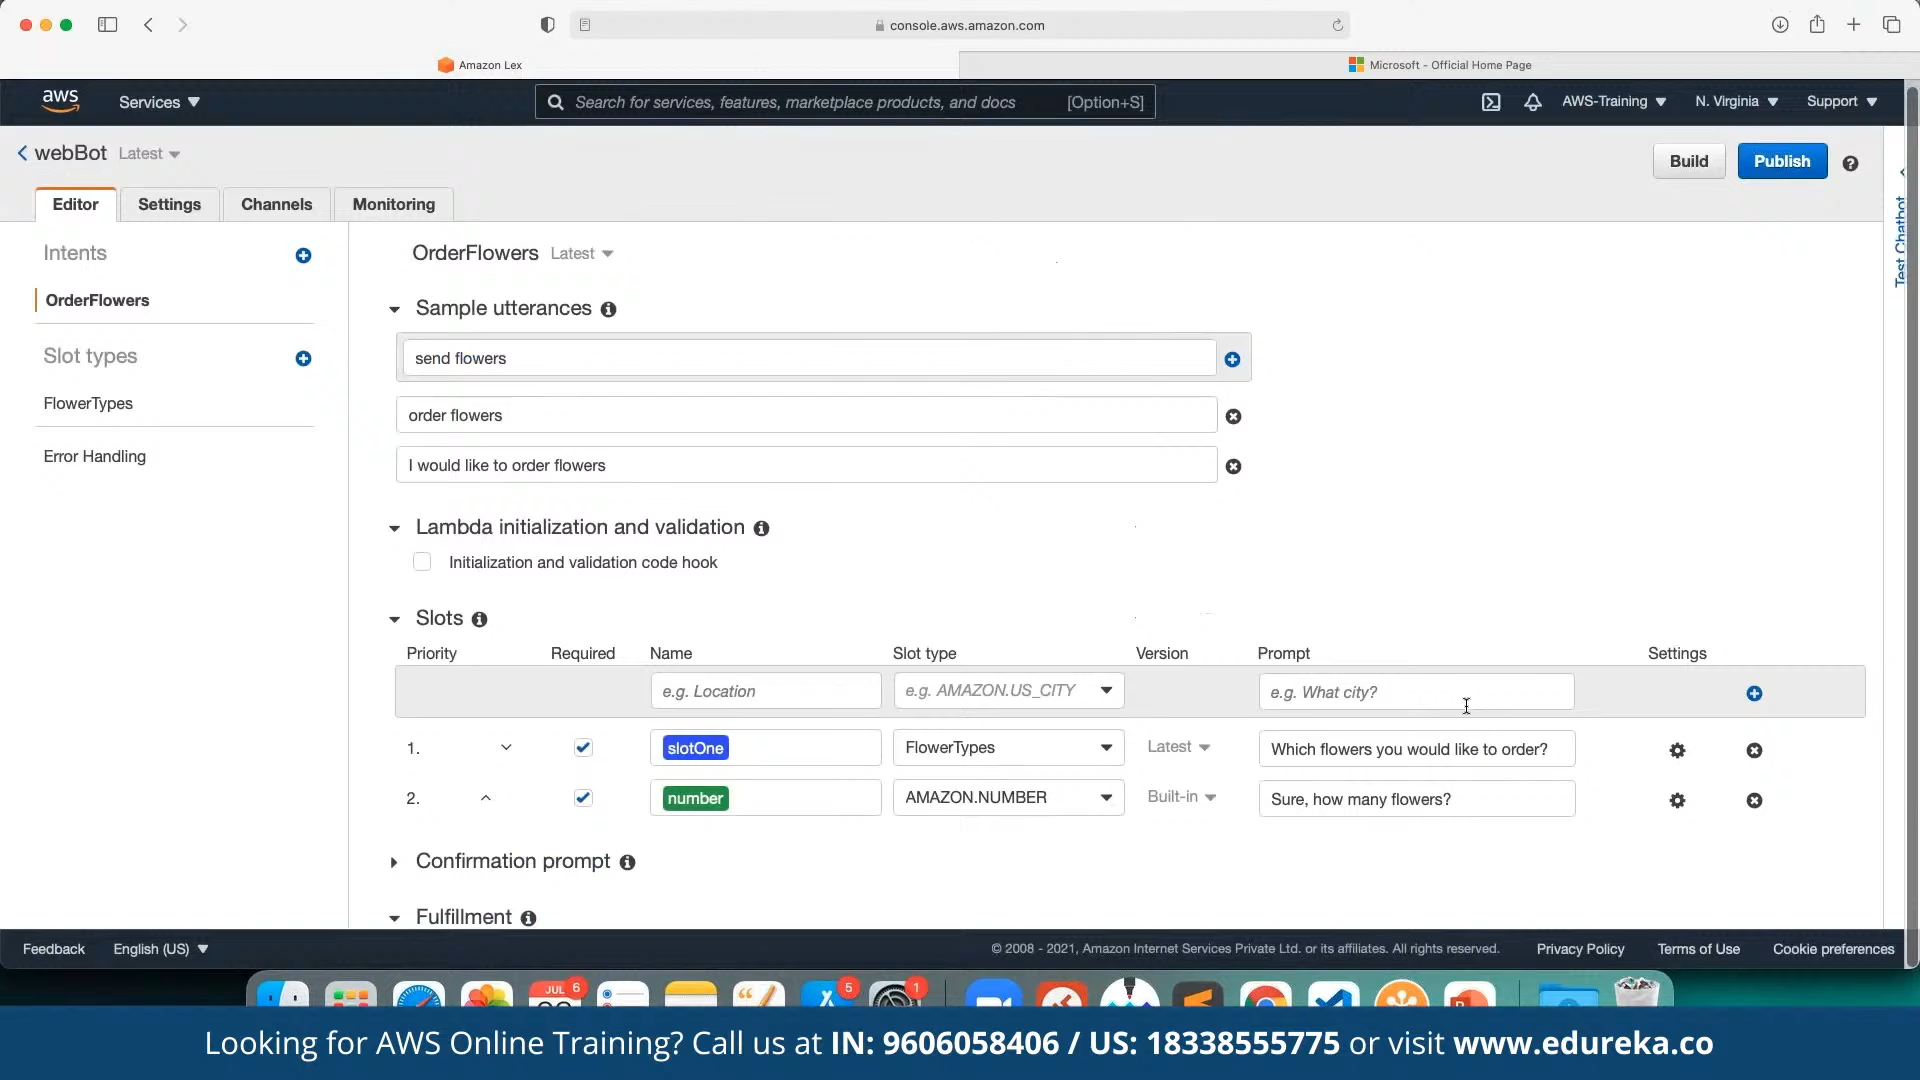 console.aws.amazon.com
Amazon Lex
Microsoft - Official Home Page
aws
Services
Search for services, features, marketplace products, and docs [Option+S]
AWS-Training
N. Virginia
Support
webBot Latest
Build
Publish
Editor
Settings
Channels
Monitoring
Test Chatbot
Intents
OrderFlowers
Slot types
FlowerTypes
Error Handling
OrderFlowers Latest
Sample utterances
send flowers
order flowers
I would like to order flowers
Lambda initialization and validation
Initialization and validation code hook
Slots
Priority Required Name Slot type Version Prompt Settings
e.g. Location e.g. AMAZON.US_CITY e.g. What city?
1. slotOne FlowerTypes Latest Which flowers you would like to order?
2. number AMAZON.NUMBER Built-in Sure, how many flowers?
Confirmation prompt
Fulfillment
Feedback English (US) © 2008 - 2021, Amazon Internet Services Private Ltd. or its affiliates. All rights reserved. Privacy Policy Terms of Use Cookie preferences
JUL 6 5 1
Looking for AWS Online Training? Call us at IN: 9606058406 / US: 18338555775 or visit www.edureka.co